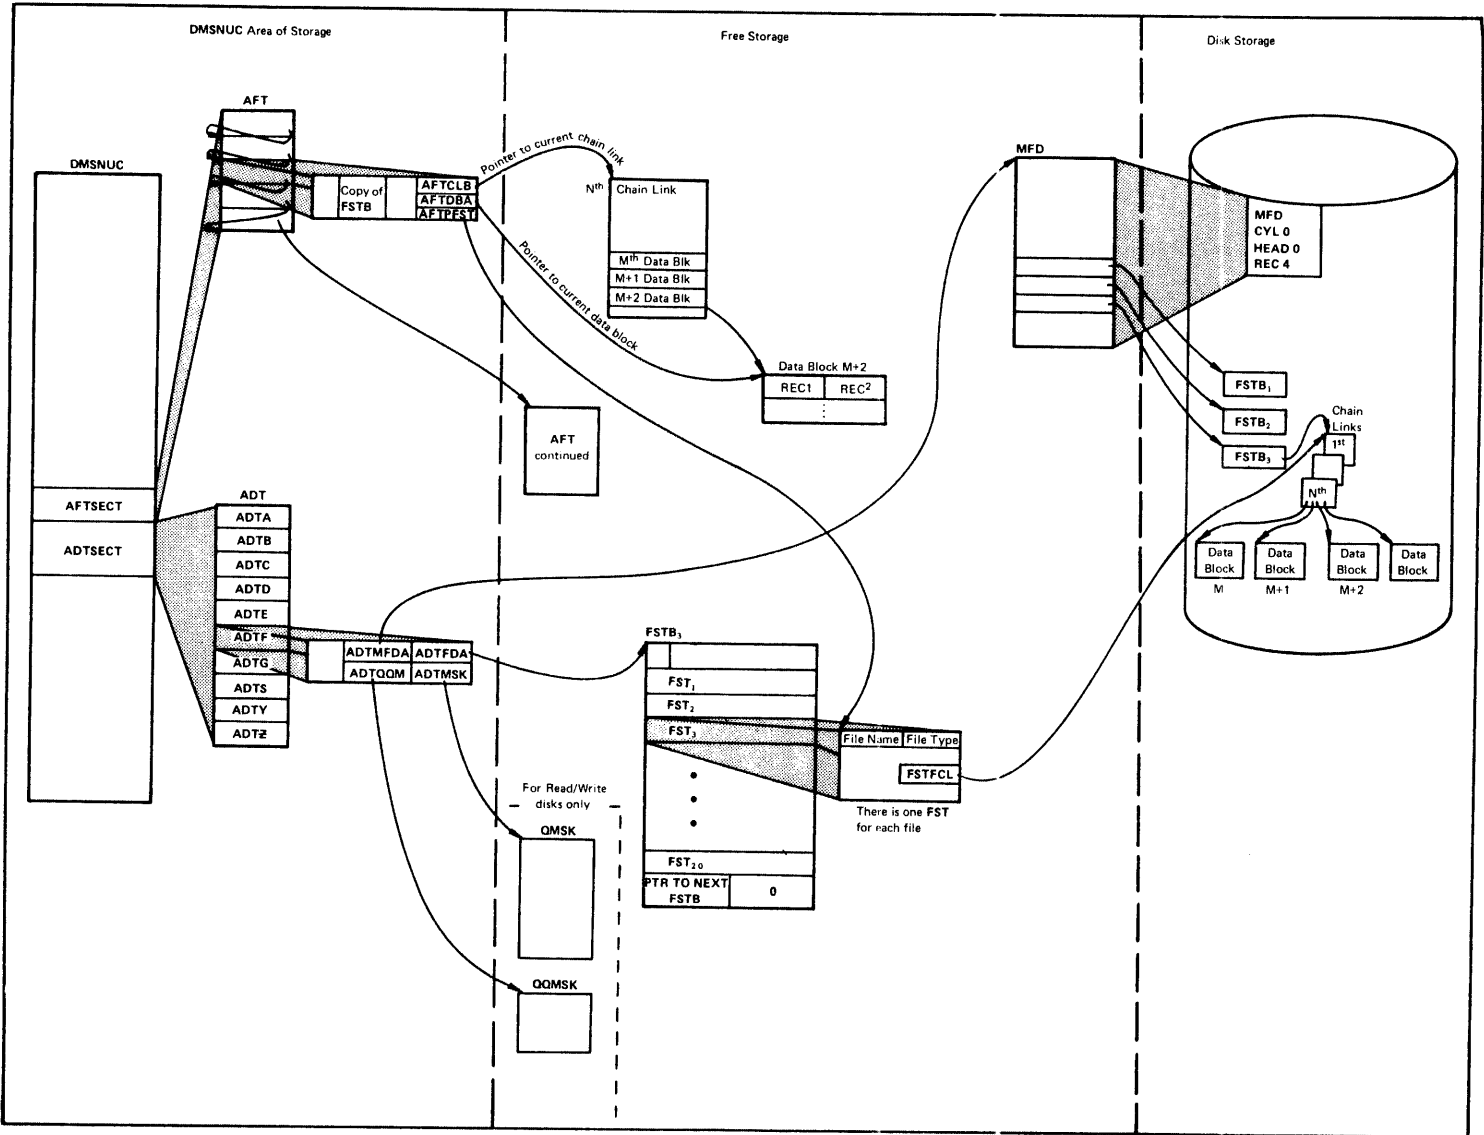 DMSNUC Area of Storage
Free Storage
Disk Storage
AFT
DMSNUC
Copy of
FSTB
AFTCLB
AFTDBA
AFTPFST
Pointer to current chain link
Pointer to current data block
Nth
Chain Link
Mth Data Blk
M+1 Data Blk
M+2 Data Blk
Data Block M+2
REC1
REC2
⋮
AFT
continued
MFD
MFD
CYL 0
HEAD 0
REC 4
FSTB1
FSTB2
FSTB3
Chain
Links
1st
Nth
Data
Block
M
Data
Block
M+1
Data
Block
M+2
Data
Block
AFTSECT
ADTSECT
ADT
ADTA
ADTB
ADTC
ADTD
ADTE
ADTF
ADTG
ADTS
ADTY
ADTZ
ADTMFDA
ADTFDA
ADTQQM
ADTMSK
FSTB3
FST1
FST2
FST3
FST20
PTR TO NEXT
FSTB
0
File Name
File Type
FSTFCL
There is one FST
for each file
For Read/Write
disks only
QMSK
QQMSK